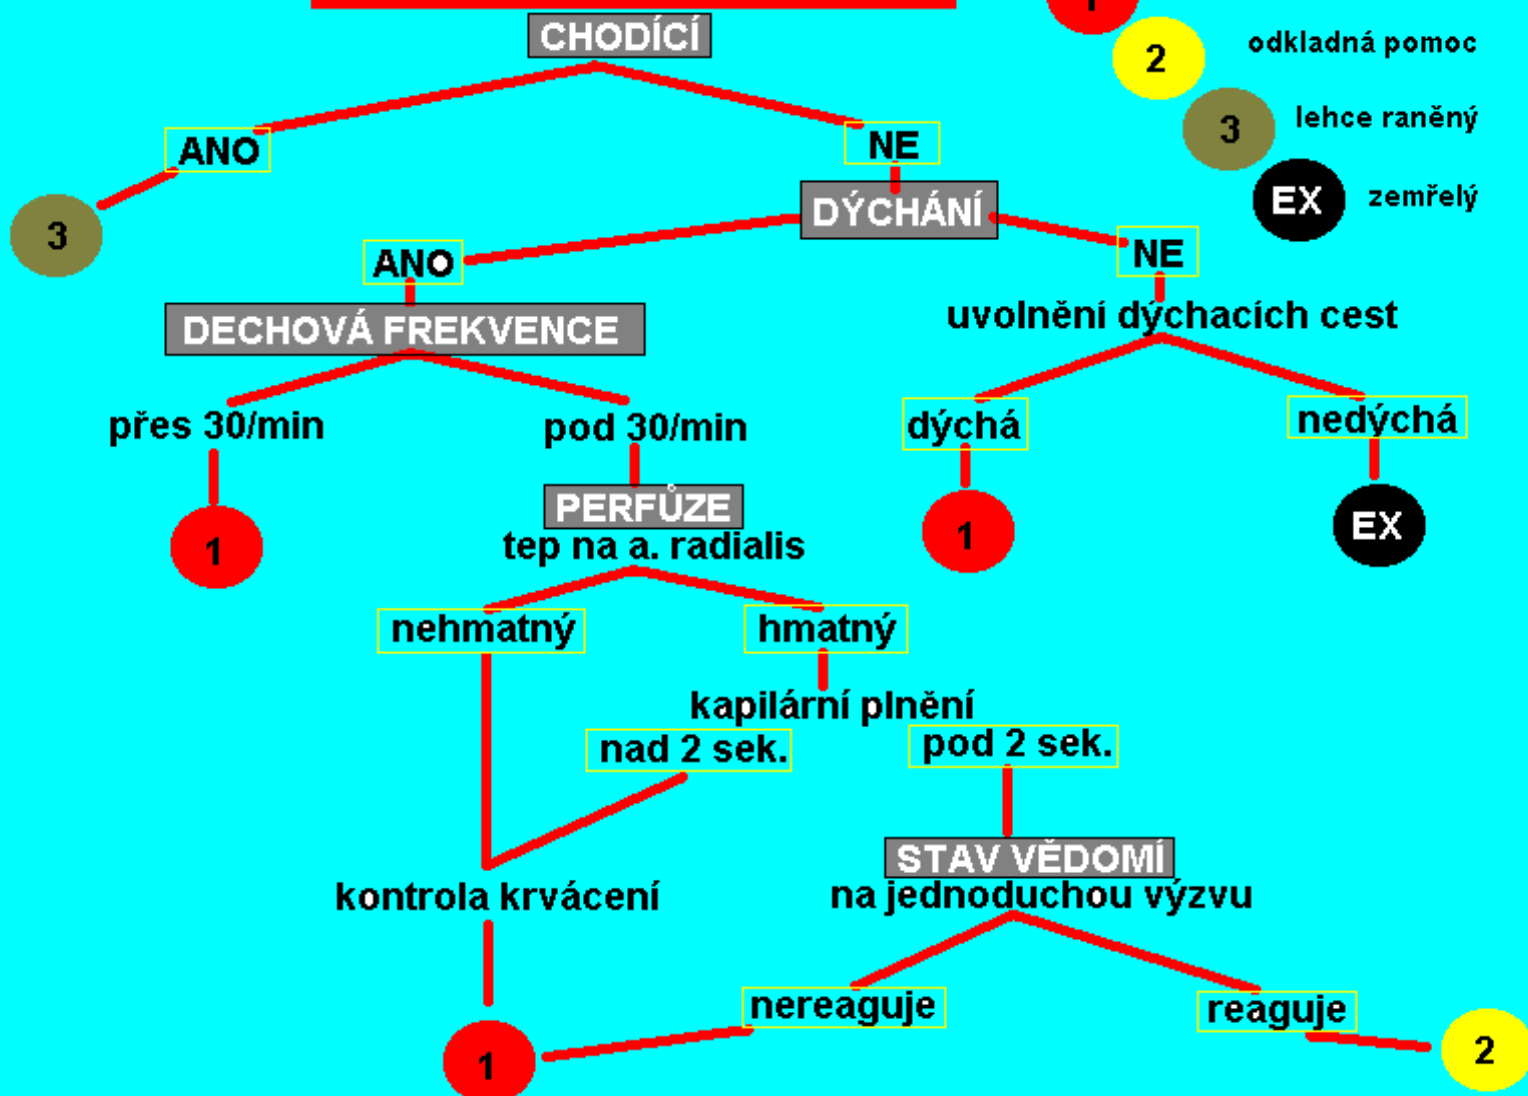 1
CHODÍCÍ
odkladná pomoc
2
lehce raněný
3
ANO
NE
EX
zemřelý
DÝCHÁNÍ
3
ANO
NE
DECHOVÁ FREKVENCE
uvolnění dýchacích cest
přes 30/min
pod 30/min
dýchá
nedýchá
PERFŮZE
1
tep na a. radialis
1
EX
nehmatný
hmatný
kapilární plnění
nad 2 sek.
pod 2 sek.
STAV VĚDOMÍ
kontrola krvácení
na jednoduchou výzvu
nereaguje
reaguje
1
2